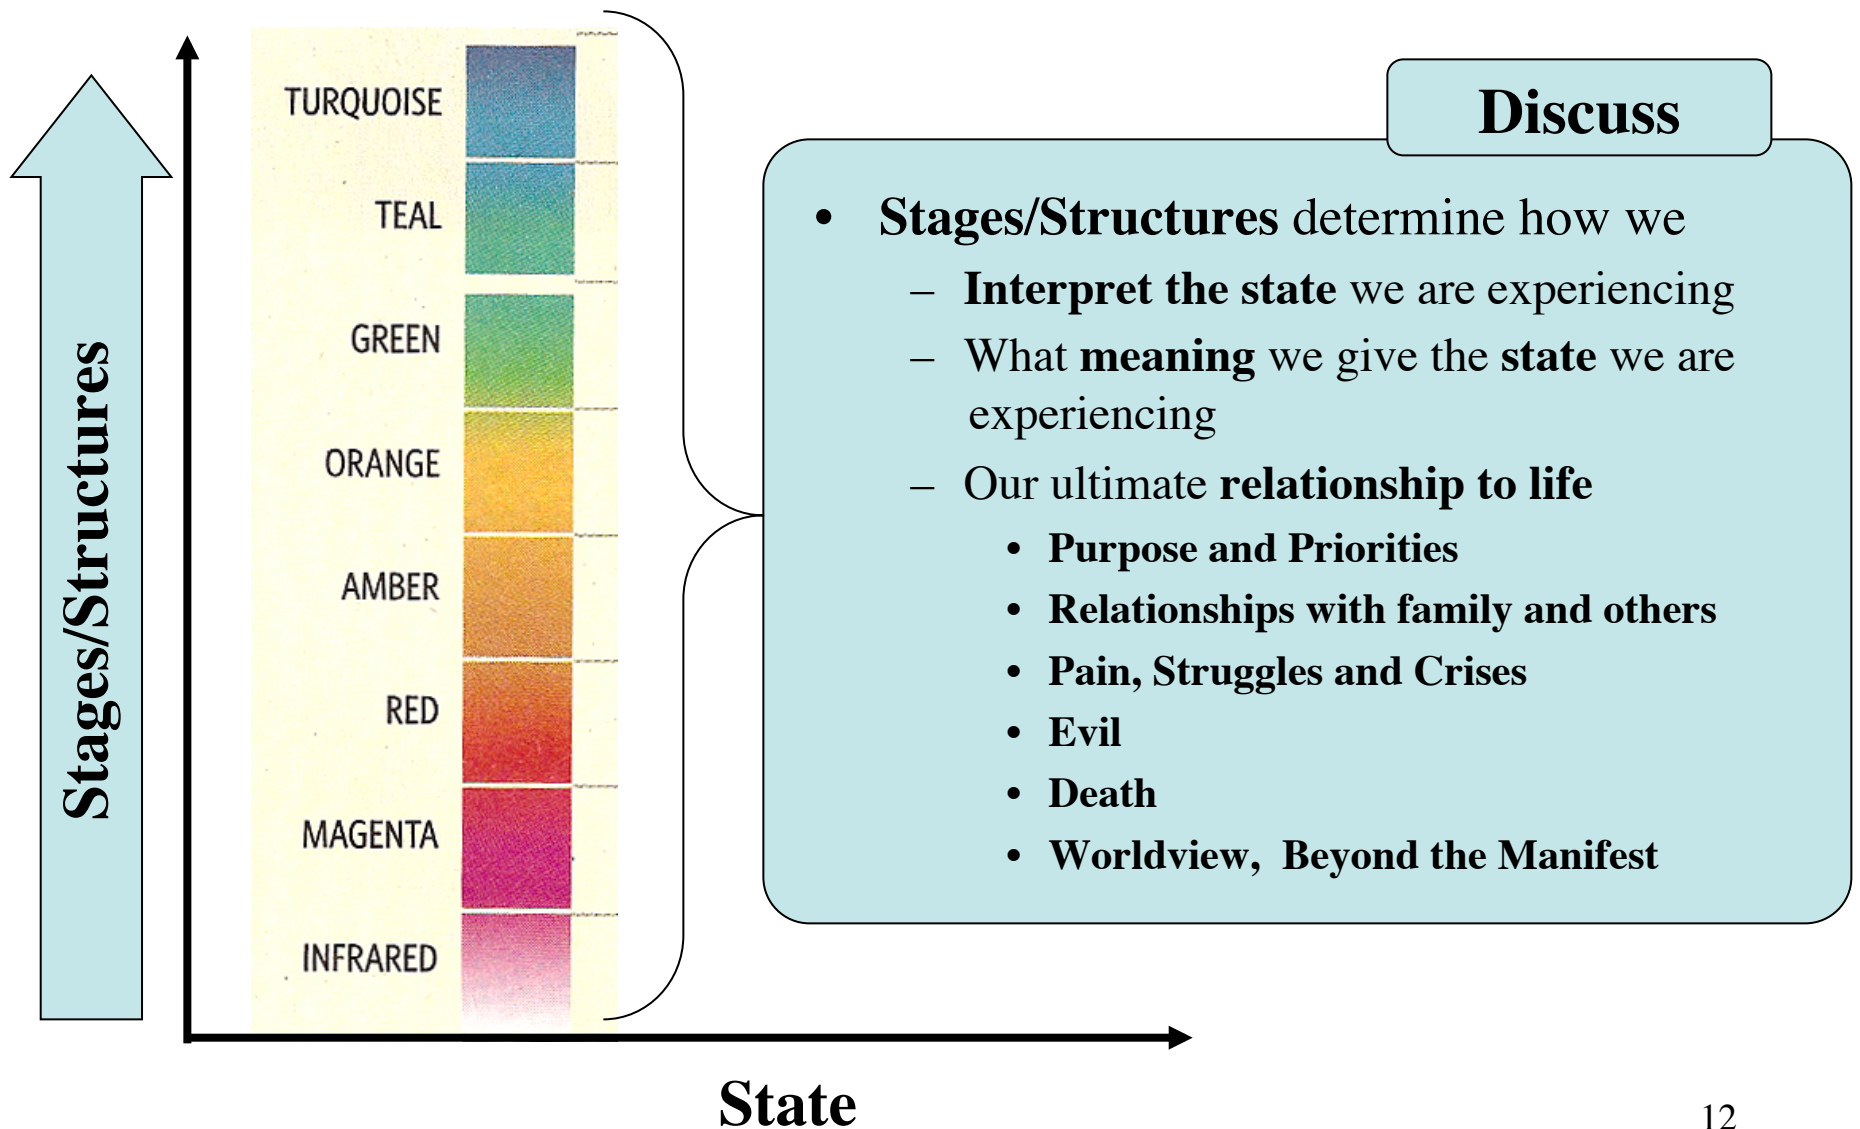 Stages/Structures
TURQUOISE
TEAL
GREEN
ORANGE
AMBER
RED
MAGENTA
INFRARED
Discuss
• Stages/Structures determine how we
– Interpret the state we are experiencing
– What meaning we give the state we are
experiencing
– Our ultimate relationship to life
• Purpose and Priorities
• Relationships with family and others
• Pain, Struggles and Crises
• Evil
• Death
• Worldview, Beyond the Manifest
State
12